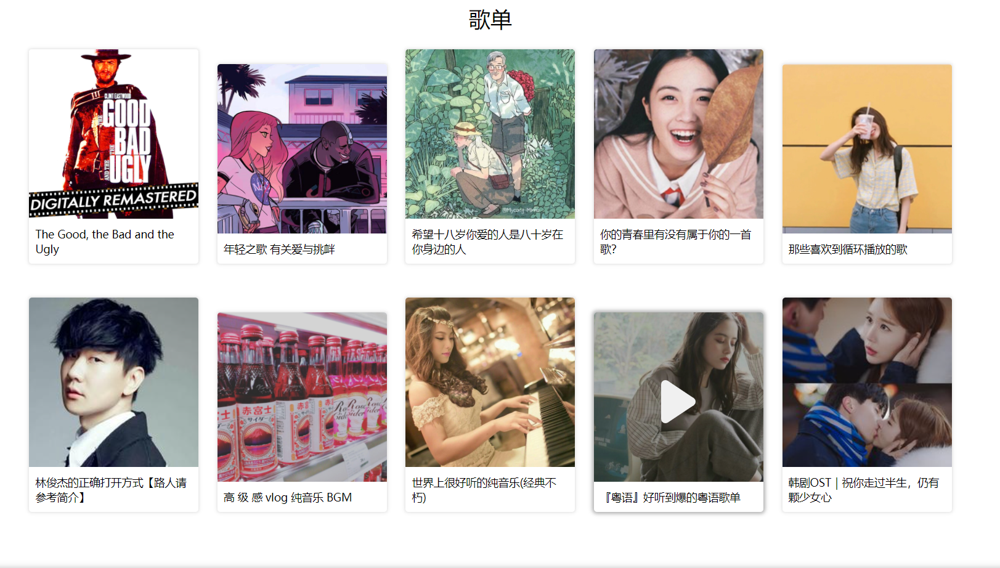 歌单
CLINT EASTWOOD
THE GOOD
THE BAD
AND THE UGLY
DIGITALLY REMASTERED
The Good, the Bad and the
Ugly
年轻之歌 有关爱与挑衅
@Myeong-Minho
希望十八岁你爱的人是八十岁在
你身边的人
你的青春里有没有属于你的一首
歌?
那些喜欢到循环播放的歌
林俊杰的正确打开方式【路人请
参考简介】
赤富士
サイダー
高 级 感 vlog 纯音乐 BGM
世界上很好听的纯音乐(经典不
朽)
『粤语』好听到爆的粤语歌单
韩剧OST | 祝你走过半生，仍有
颗少女心